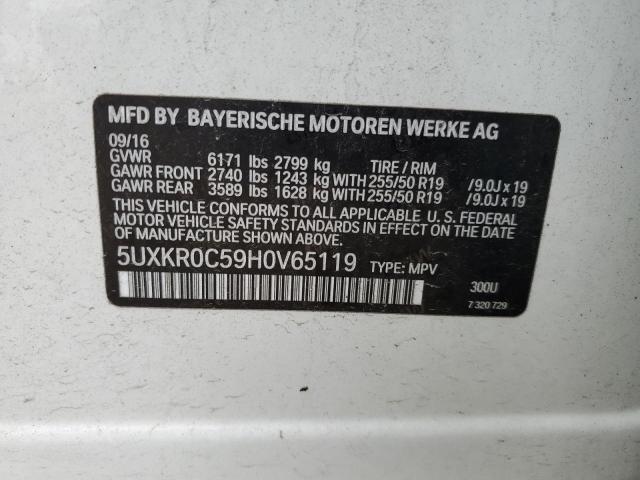 MFD BY BAYERISCHE MOTOREN WERKE AG
09/16
GVWR 6171 lbs 2799 kg TIRE / RIM
GAWR FRONT 2740 lbs 1243 kg WITH 255/50 R19 /9.0J x 19
GAWR REAR 3589 lbs 1628 kg WITH 255/50 R19 /9.0J x 19
THIS VEHICLE CONFORMS TO ALL APPLICABLE U. S. FEDERAL
MOTOR VEHICLE SAFETY STANDARDS IN EFFECT ON THE DATE
OF MANUFACTURE SHOWN ABOVE.
5UXKR0C59H0V65119 TYPE: MPV
300U
7 320 729